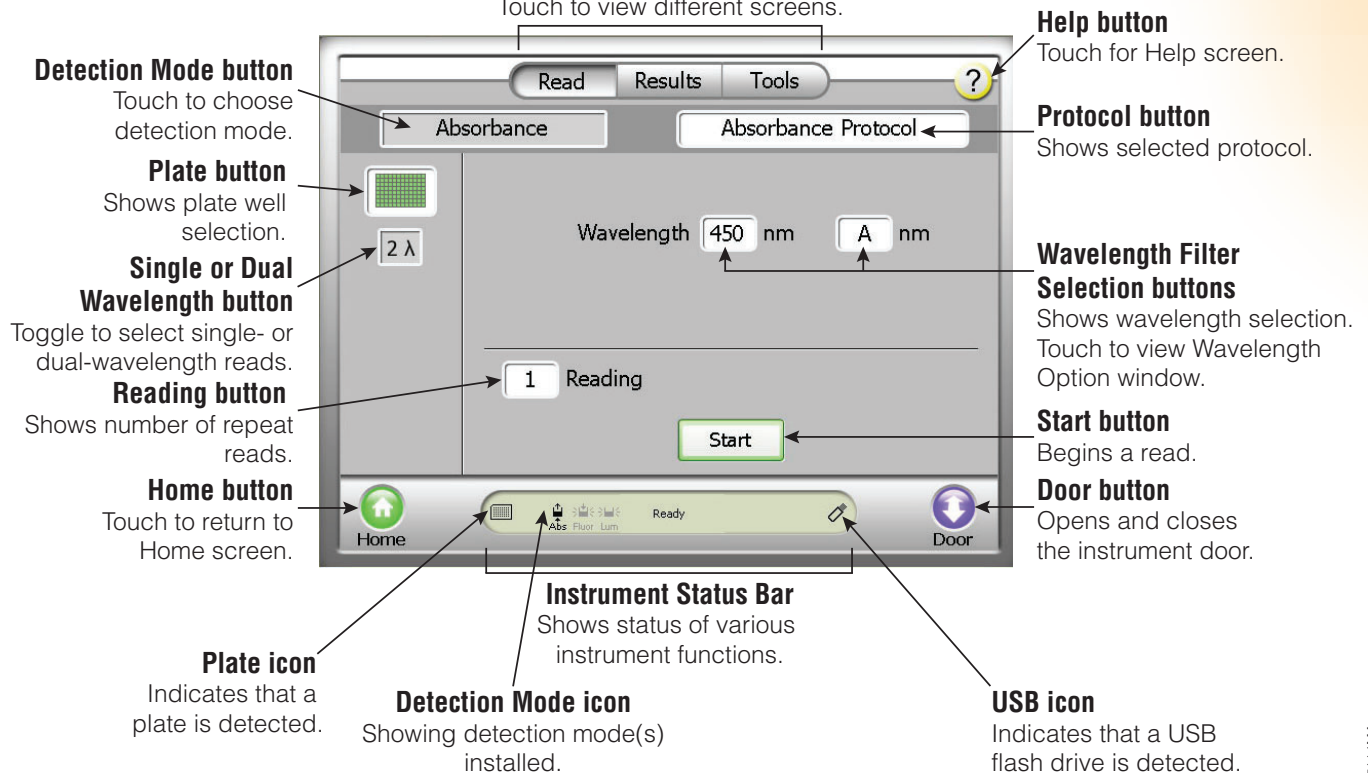 Touch to view different screens.
Help button
Touch for Help screen.
Detection Mode button
Touch to choose
detection mode.
Read Results Tools
?
Absorbance
Absorbance Protocol
Protocol button
Shows selected protocol.
Plate button
Shows plate well
selection.
2 λ
Wavelength 450 nm A nm
Single or Dual
Wavelength button
Toggle to select single- or
dual-wavelength reads.
Wavelength Filter
Selection buttons
Shows wavelength selection.
Touch to view Wavelength
Option window.
Reading button
Shows number of repeat
reads.
1 Reading
Start
Start button
Begins a read.
Home button
Touch to return to
Home screen.
Home
Abs Fluor Lum
Ready
Door
Door button
Opens and closes
the instrument door.
Instrument Status Bar
Shows status of various
instrument functions.
Plate icon
Indicates that a
plate is detected.
Detection Mode icon
Showing detection mode(s)
installed.
USB icon
Indicates that a USB
flash drive is detected.